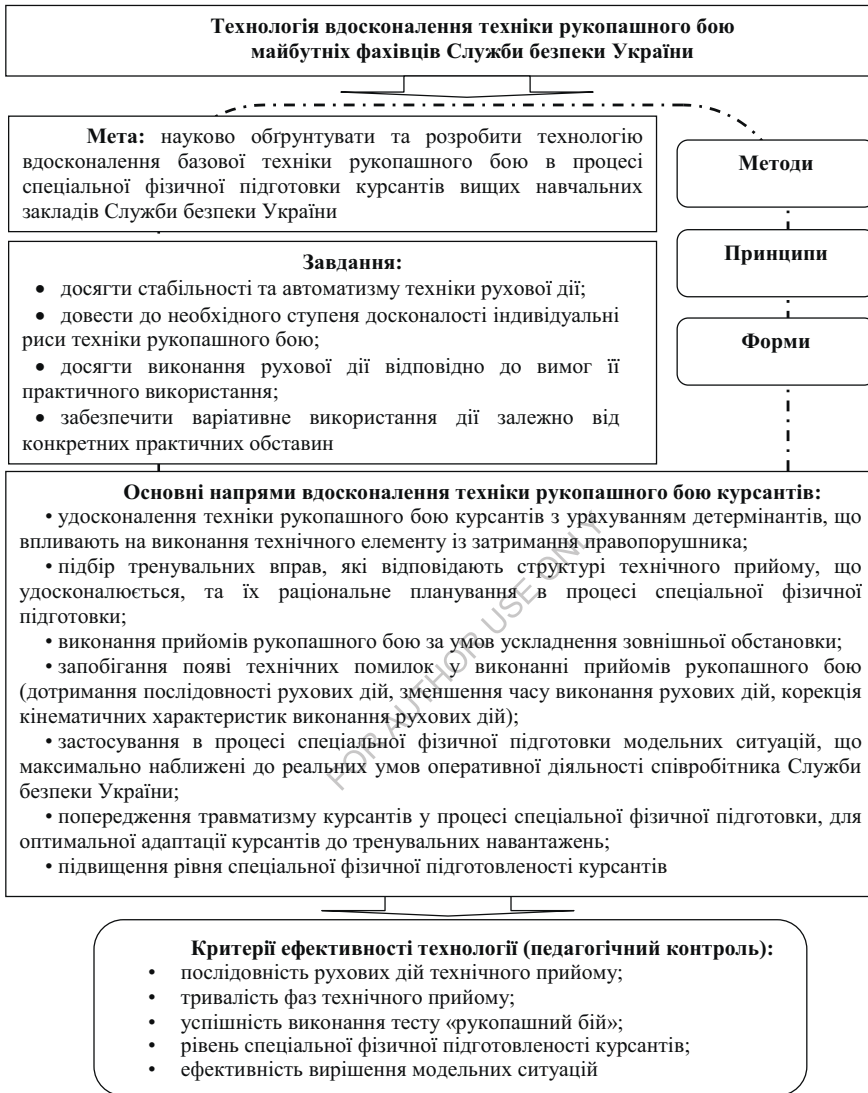 Технологія вдосконалення техніки рукопашного бою
майбутніх фахівців Служби безпеки України
Мета: науково обґрунтувати та розробити технологію
вдосконалення базової техніки рукопашного бою в процесі
спеціальної фізичної підготовки курсантів вищих навчальних
закладів Служби безпеки України
Методи
Принципи
Форми
Завдання:
• досягти стабільності та автоматизму техніки рухової дії;
• довести до необхідного ступеня досконалості індивідуальні
риси техніки рукопашного бою;
• досягти виконання рухової дії відповідно до вимог її
практичного використання;
• забезпечити варіативне використання дії залежно від
конкретних практичних обставин
Основні напрями вдосконалення техніки рукопашного бою курсантів:
• удосконалення техніки рукопашного бою курсантів з урахуванням детермінантів, що
впливають на виконання технічного елементу із затримання правопорушника;
• підбір тренувальних вправ, які відповідають структурі технічного прийому, що
удосконалюється, та їх раціональне планування в процесі спеціальної фізичної
підготовки;
• виконання прийомів рукопашного бою за умов ускладнення зовнішньої обстановки;
• запобігання появі технічних помилок у виконанні прийомів рукопашного бою
(дотримання послідовності рухових дій, зменшення часу виконання рухових дій, корекція
кінематичних характеристик виконання рухових дій);
• застосування в процесі спеціальної фізичної підготовки модельних ситуацій, що
максимально наближені до реальних умов оперативної діяльності співробітника Служби
безпеки України;
• попередження травматизму курсантів у процесі спеціальної фізичної підготовки, для
оптимальної адаптації курсантів до тренувальних навантажень;
• підвищення рівня спеціальної фізичної підготовленості курсантів
FOR AUTHOR USE ONLY
Критерії ефективності технології (педагогічний контроль):
• послідовність рухових дій технічного прийому;
• тривалість фаз технічного прийому;
• успішність виконання тесту «рукопашний бій»;
• рівень спеціальної фізичної підготовленості курсантів;
• ефективність вирішення модельних ситуацій